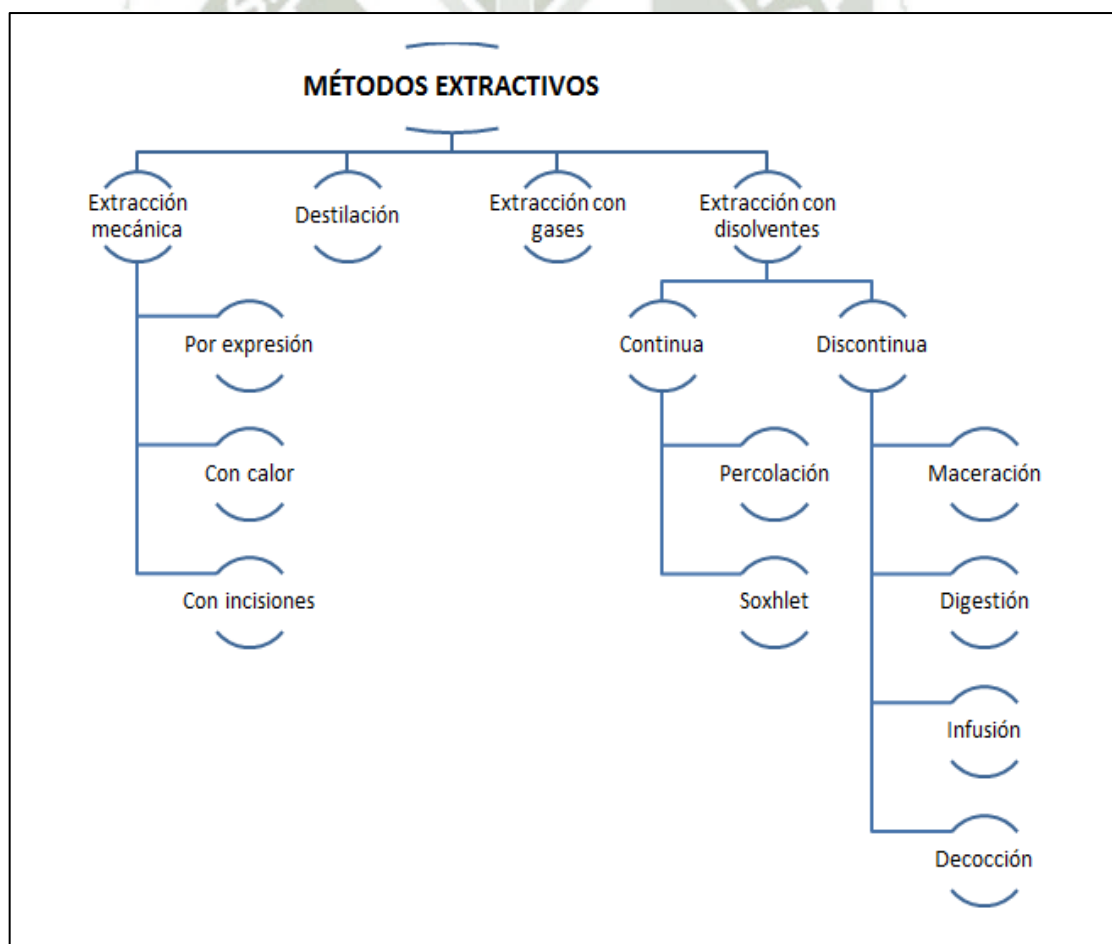 MÉTODOS EXTRACTIVOS
Extracción
mecánica
Destilación
Extracción con
gases
Extracción con
disolventes
Por expresión
Continua
Discontinua
Con calor
Percolación
Maceración
Con incisiones
Soxhlet
Digestión
Infusión
Decocción